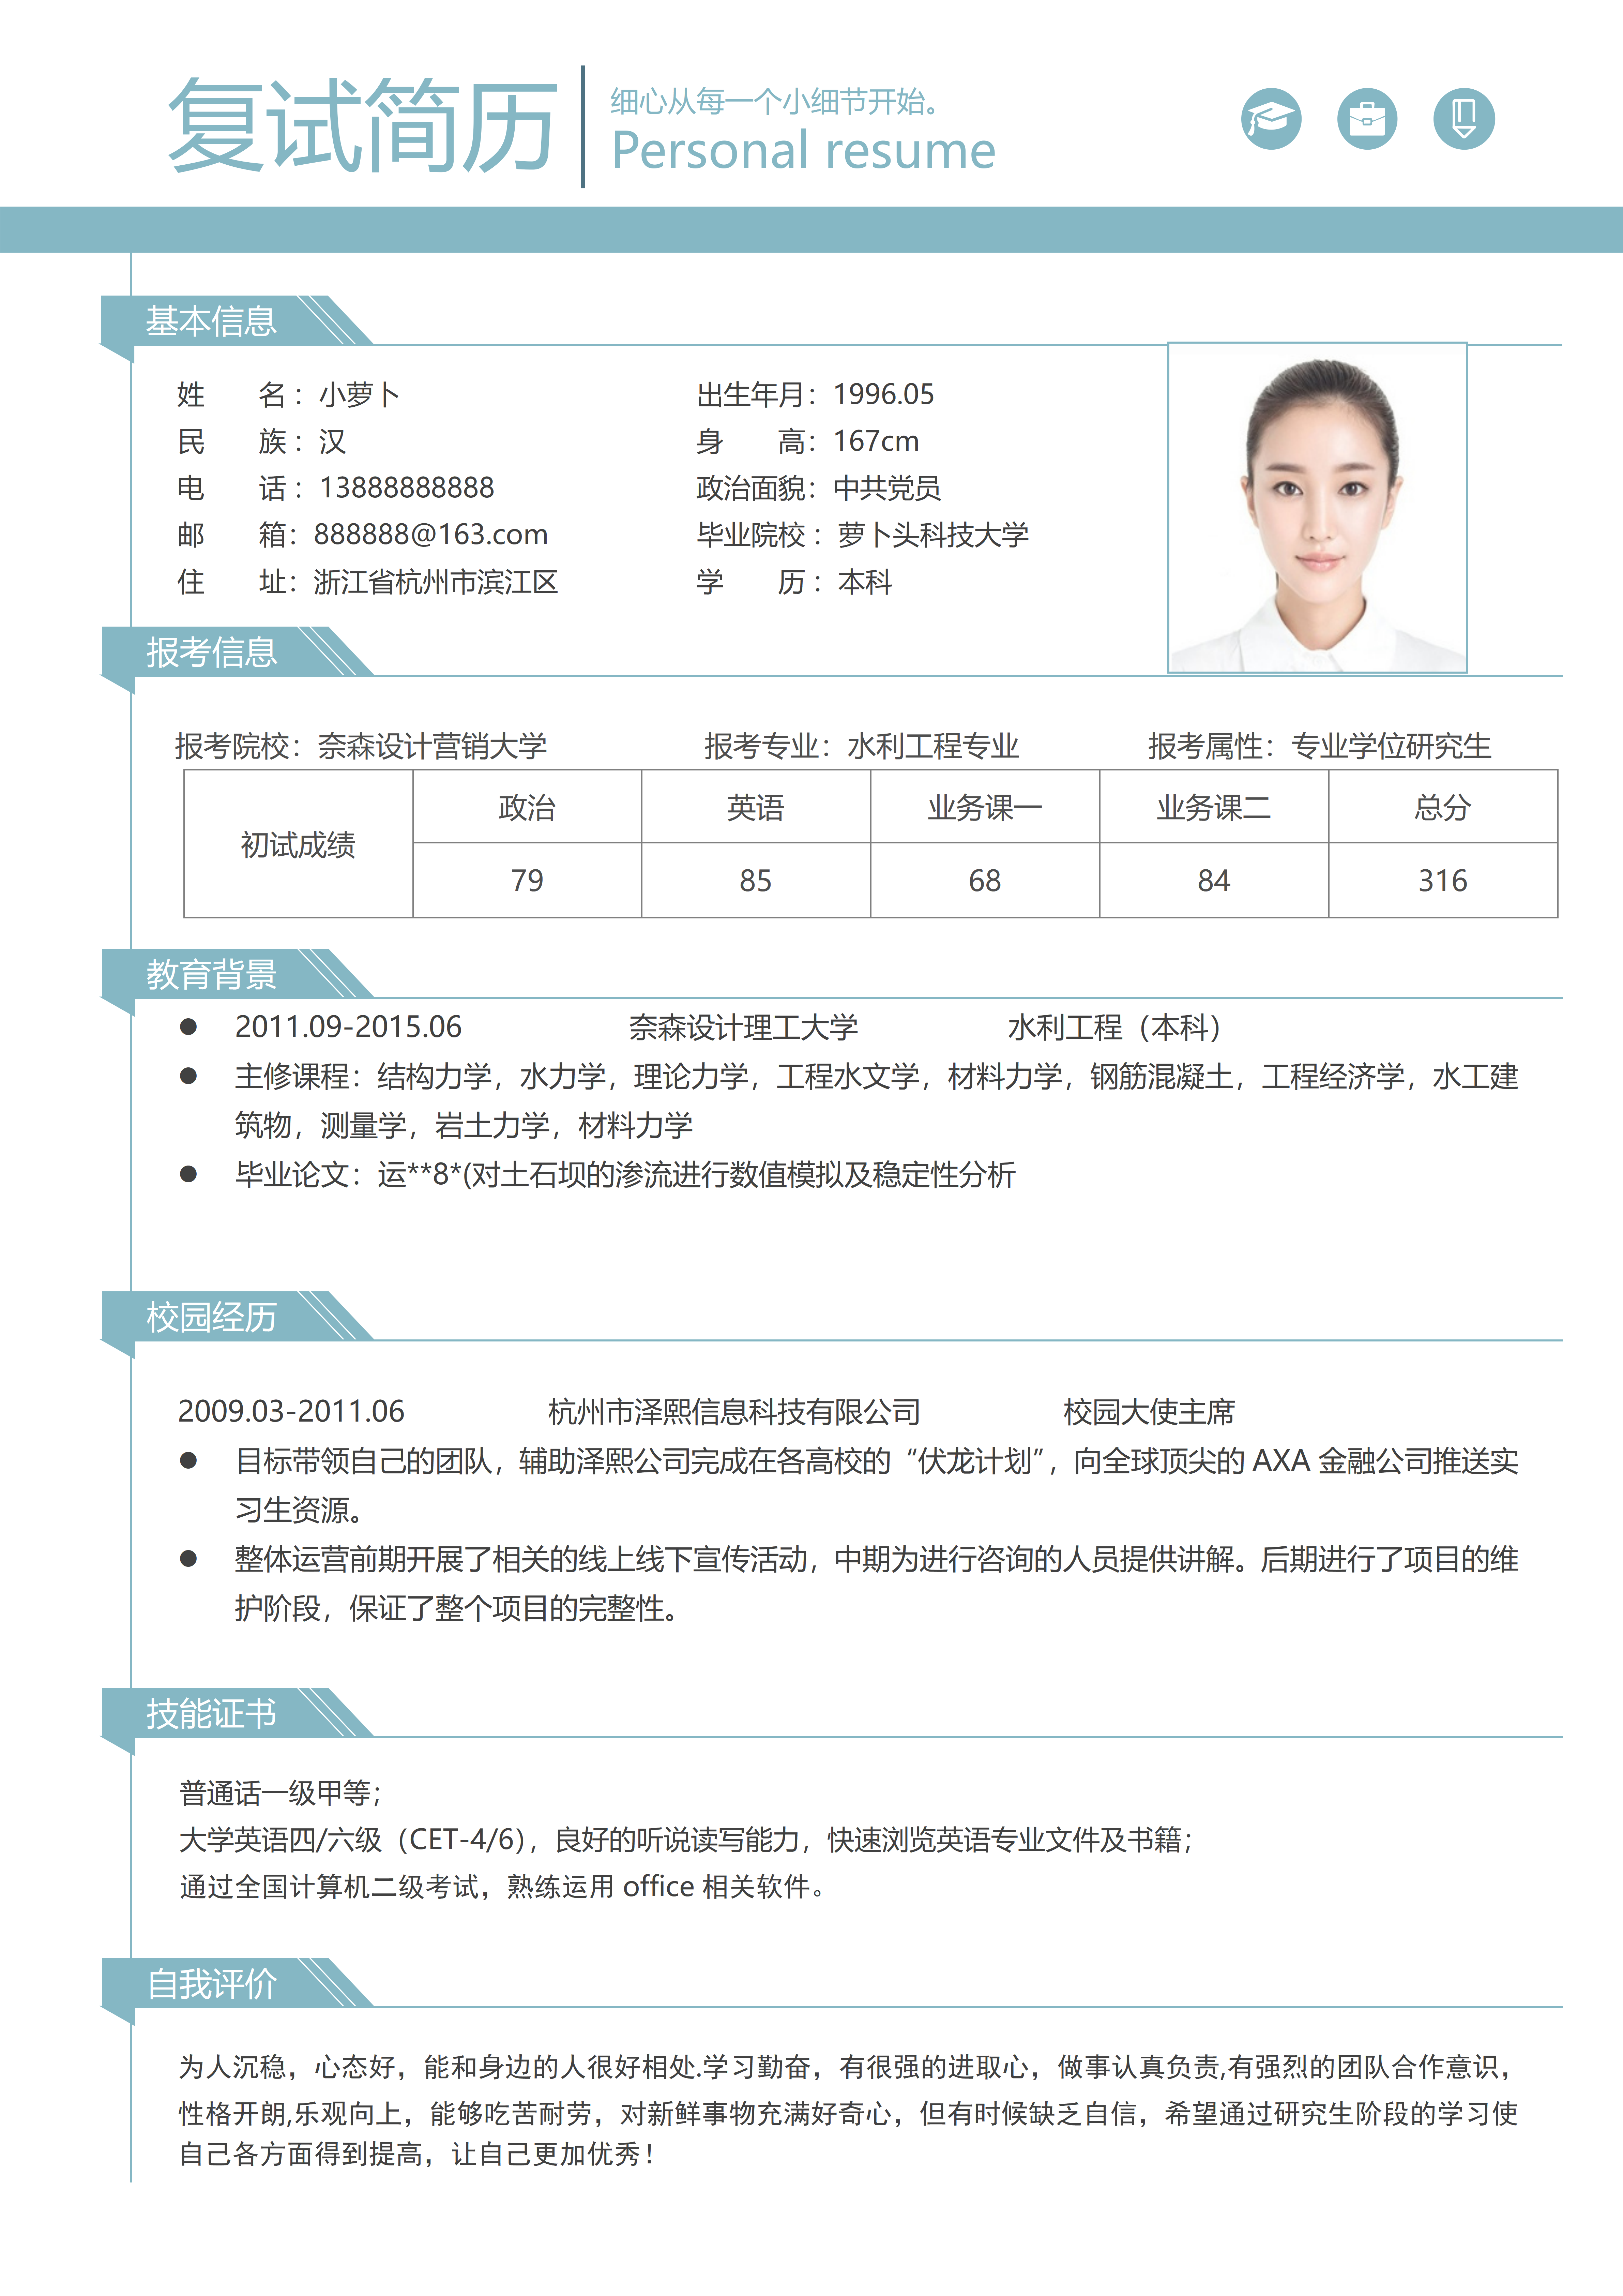 复试简历
细心从每一个小细节开始。
Personal resume
基本信息
姓 名：小萝卜 出生年月：1996.05
民 族：汉 身 高：167cm
电 话：13888888888 政治面貌：中共党员
邮 箱：888888@163.com 毕业院校：萝卜头科技大学
住 址：浙江省杭州市滨江区 学 历：本科
报考信息
报考院校：奈森设计营销大学 报考专业：水利工程专业 报考属性：专业学位研究生
初试成绩 政治 英语 业务课一 业务课二 总分
79 85 68 84 316
教育背景
● 2011.09-2015.06 奈森设计理工大学 水利工程（本科）
● 主修课程：结构力学，水力学，理论力学，工程水文学，材料力学，钢筋混凝土，工程经济学，水工建
筑物，测量学，岩土力学，材料力学
● 毕业论文：运**8*(对土石坝的渗流进行数值模拟及稳定性分析
校园经历
2009.03-2011.06 杭州市泽熙信息科技有限公司 校园大使主席
● 目标带领自己的团队，辅助泽熙公司完成在各高校的“伏龙计划”，向全球顶尖的 AXA 金融公司推送实
习生资源。
● 整体运营前期开展了相关的线上线下宣传活动，中期为进行咨询的人员提供讲解。后期进行了项目的维
护阶段，保证了整个项目的完整性。
技能证书
普通话一级甲等；
大学英语四/六级（CET-4/6），良好的听说读写能力，快速浏览英语专业文件及书籍；
通过全国计算机二级考试，熟练运用 office 相关软件。
自我评价
为人沉稳，心态好，能和身边的人很好相处.学习勤奋，有很强的进取心，做事认真负责,有强烈的团队合作意识，
性格开朗,乐观向上，能够吃苦耐劳，对新鲜事物充满好奇心，但有时候缺乏自信，希望通过研究生阶段的学习使
自己各方面得到提高，让自己更加优秀！